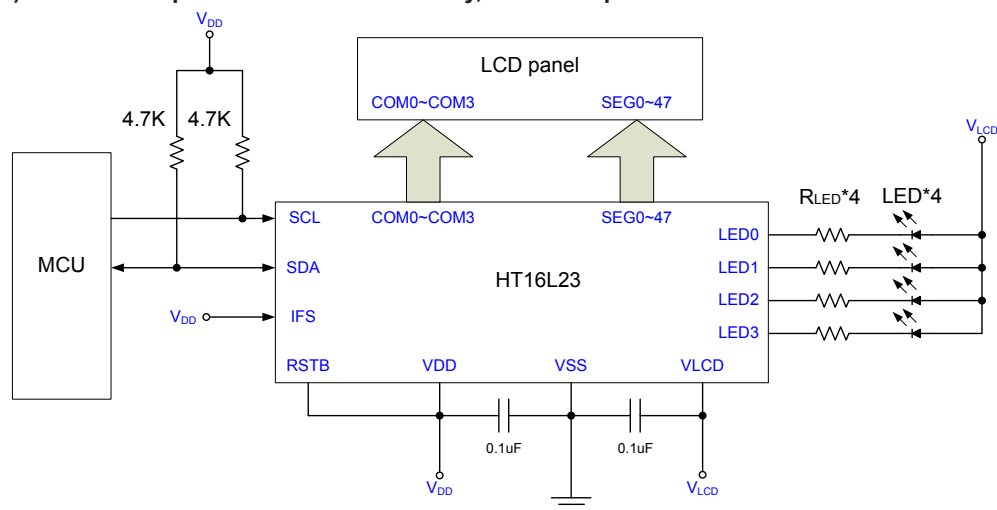 VDD
LCD panel
COM0~COM3 SEG0~47
4.7K 4.7K
VLCD
RLED*4 LED*4
MCU
SCL COM0~COM3 SEG0~47
LED0
SDA
LED1
HT16L23
LED2
VDD IFS
LED3
RSTB VDD VSS VLCD
0.1uF 0.1uF
VDD VLCD